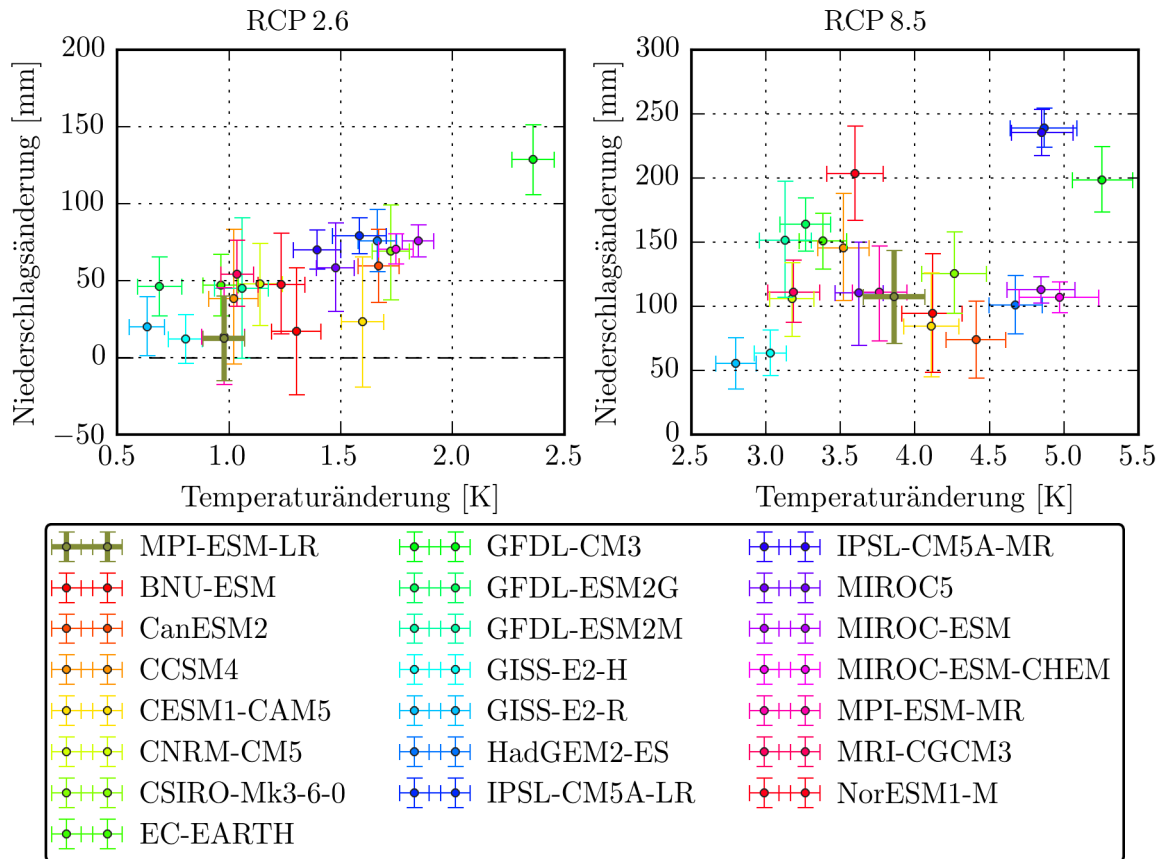 RCP 2.6
RCP 8.5
Niederschlagsänderung [mm]
200
150
100
50
0
−50
0.5 1.0 1.5 2.0 2.5
Temperaturänderung [K]
Niederschlagsänderung [mm]
300
250
200
150
100
50
0
2.5 3.0 3.5 4.0 4.5 5.0 5.5
Temperaturänderung [K]
MPI-ESM-LR
BNU-ESM
CanESM2
CCSM4
CESM1-CAM5
CNRM-CM5
CSIRO-Mk3-6-0
EC-EARTH
GFDL-CM3
GFDL-ESM2G
GFDL-ESM2M
GISS-E2-H
GISS-E2-R
HadGEM2-ES
IPSL-CM5A-LR
IPSL-CM5A-MR
MIROC5
MIROC-ESM
MIROC-ESM-CHEM
MPI-ESM-MR
MRI-CGCM3
NorESM1-M